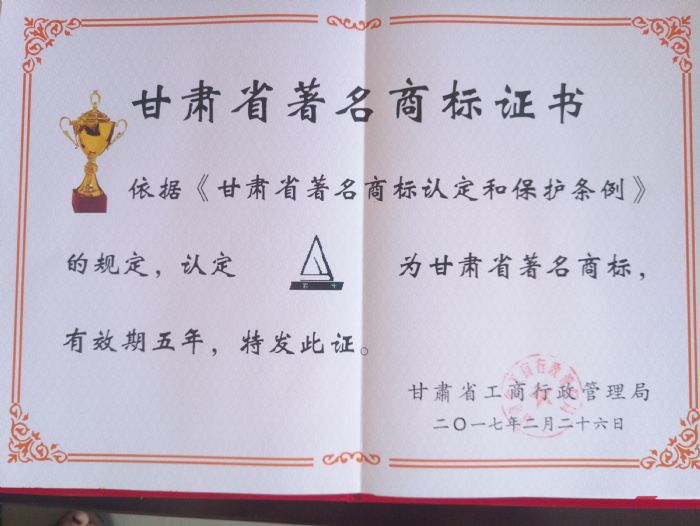 甘肃省著名商标证书
依据《甘肃省著名商标认定和保护条例》
的规定，认定 为甘肃省著名商标，
有效期五年，特发此证。
甘肃省工商行政管理局
二〇一七年二月二十六日